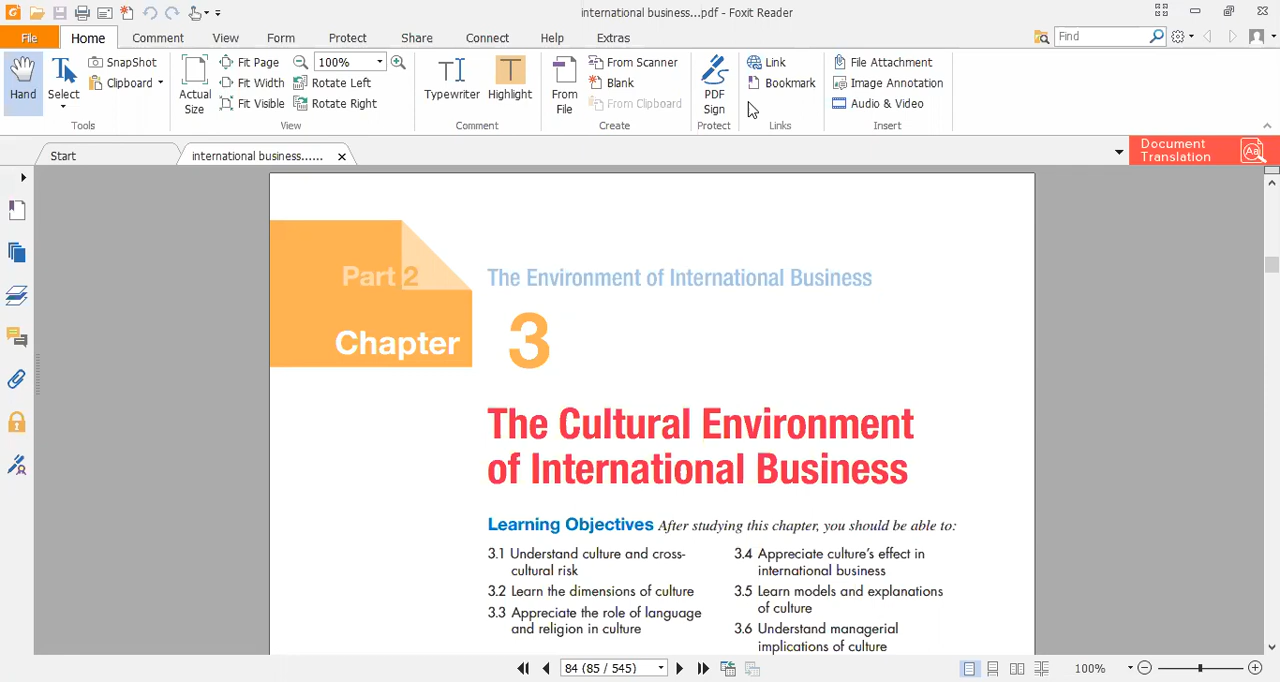 international business...pdf - Foxit Reader
File Home Comment View Form Protect Share Connect Help Extras
Find
Hand
Select
SnapShot
Clipboard
Tools
Actual Size
Fit Page
Fit Width
Fit Visible
100%
Rotate Left
Rotate Right
View
Typewriter
Highlight
Comment
From File
From Scanner
Blank
From Clipboard
Create
PDF Sign
Protect
Link
Bookmark
Links
File Attachment
Image Annotation
Audio & Video
Insert
Start
international business......
Document
Translation
Part 2
The Environment of International Business
Chapter 3
The Cultural Environment
of International Business
Learning Objectives After studying this chapter, you should be able to:
3.1 Understand culture and cross-
cultural risk
3.2 Learn the dimensions of culture
3.3 Appreciate the role of language
and religion in culture
3.4 Appreciate culture's effect in
international business
3.5 Learn models and explanations
of culture
3.6 Understand managerial
implications of culture
84 (85 / 545)
100%